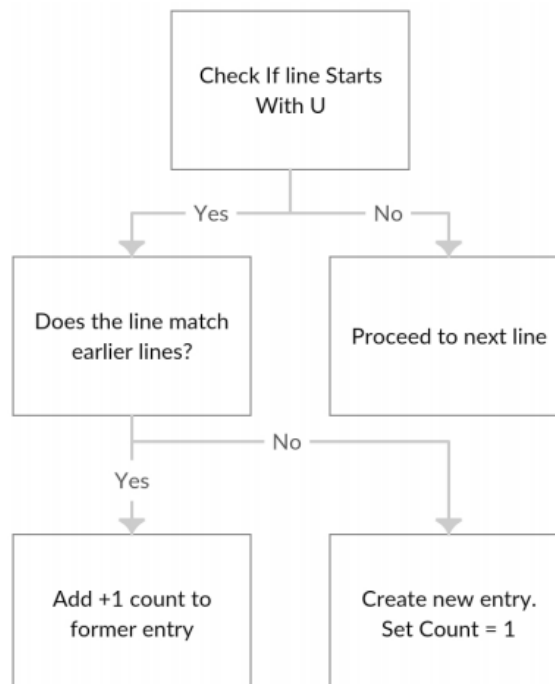 Check If line Starts
With U
Yes
No
Does the line match
earlier lines?
Proceed to next line
No
Yes
Add +1 count to
former entry
Create new entry.
Set Count = 1